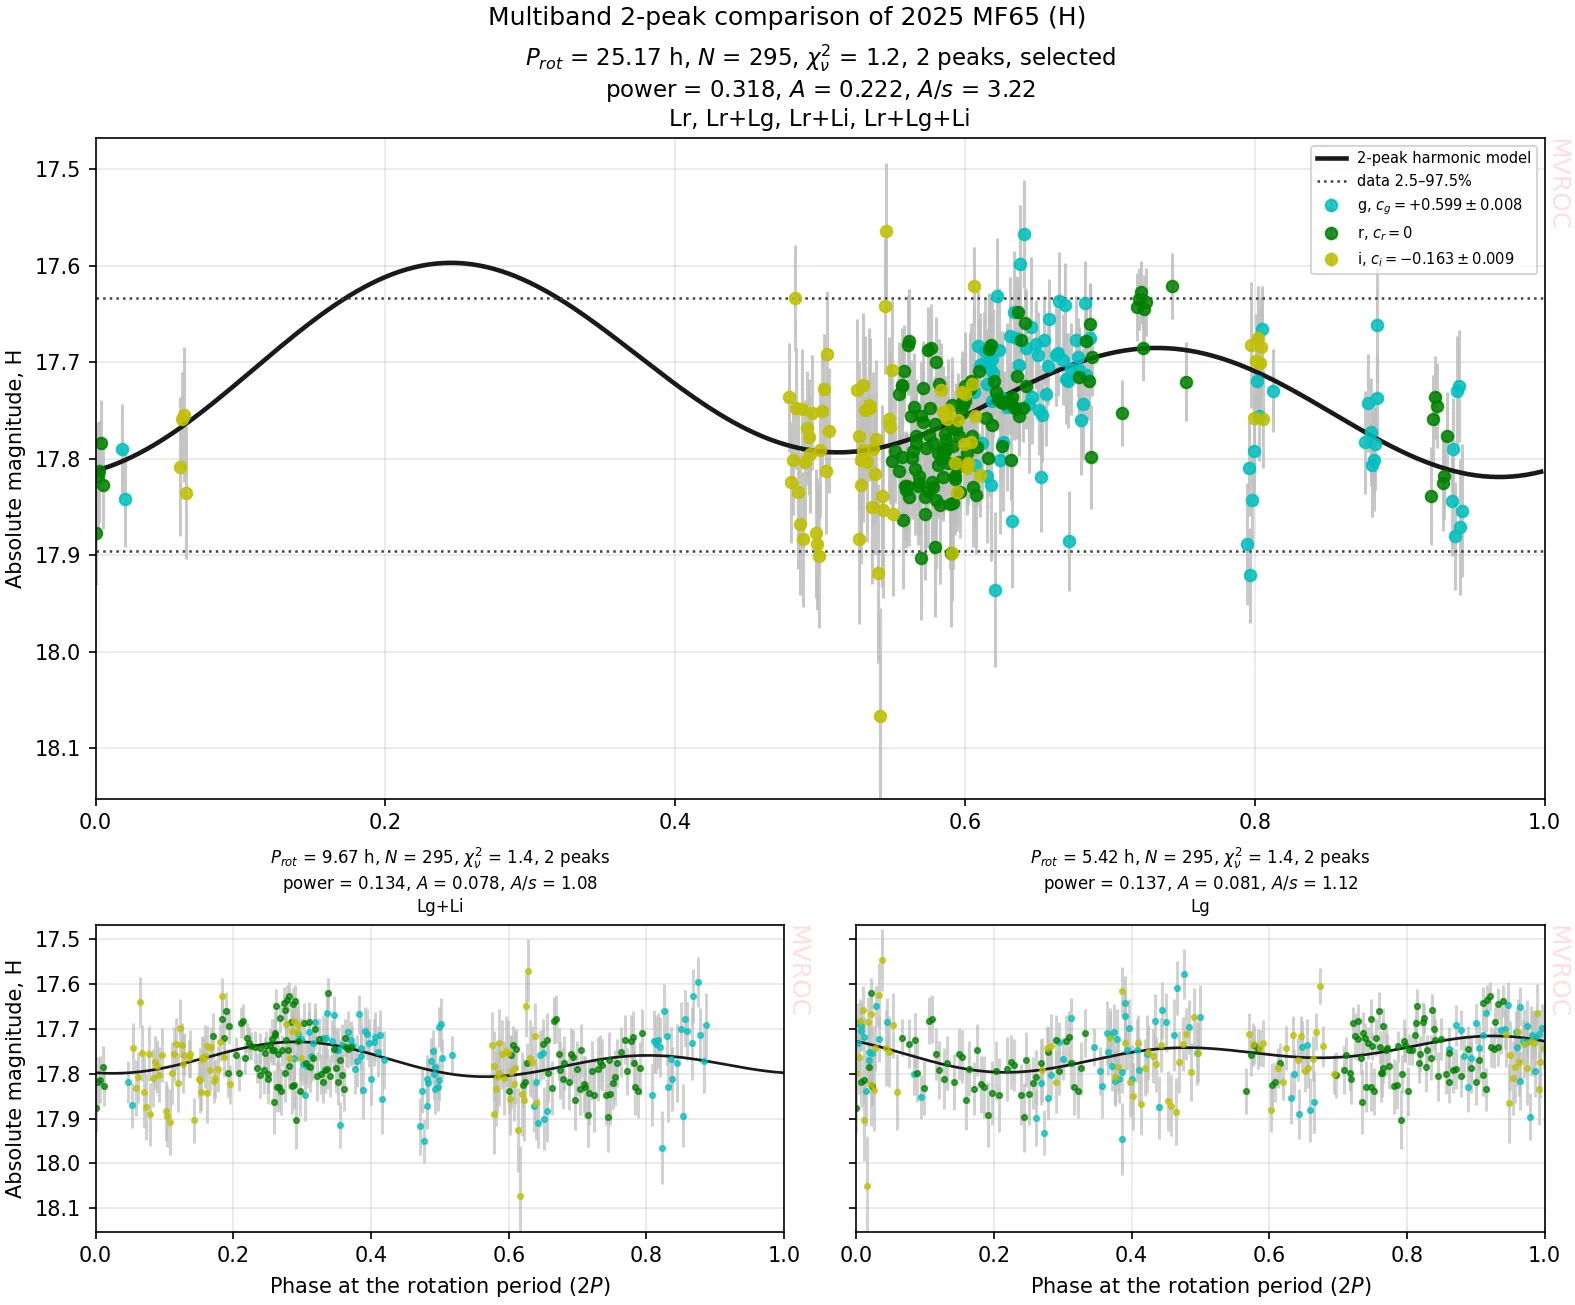 Multiband 2-peak comparison of 2025 MF65 (H)
P_rot = 25.17 h, N = 295, χ²_ν = 1.2, 2 peaks, selected
power = 0.318, A = 0.222, A/s = 3.22
Lr, Lr+Lg, Lr+Li, Lr+Lg+Li
2-peak harmonic model
data 2.5–97.5%
g, c_g = +0.599 ± 0.008
r, c_r = 0
i, c_i = −0.163 ± 0.009
MVROC
Absolute magnitude, H
17.5
17.6
17.7
17.8
17.9
18.0
18.1
0.0 0.2 0.4 0.6 0.8 1.0
P_rot = 9.67 h, N = 295, χ²_ν = 1.4, 2 peaks
power = 0.134, A = 0.078, A/s = 1.08
Lg+Li
MVROC
Absolute magnitude, H
17.5
17.6
17.7
17.8
17.9
18.0
18.1
0.0 0.2 0.4 0.6 0.8 1.0
Phase at the rotation period (2P)
P_rot = 5.42 h, N = 295, χ²_ν = 1.4, 2 peaks
power = 0.137, A = 0.081, A/s = 1.12
Lg
MVROC
0.0 0.2 0.4 0.6 0.8 1.0
Phase at the rotation period (2P)